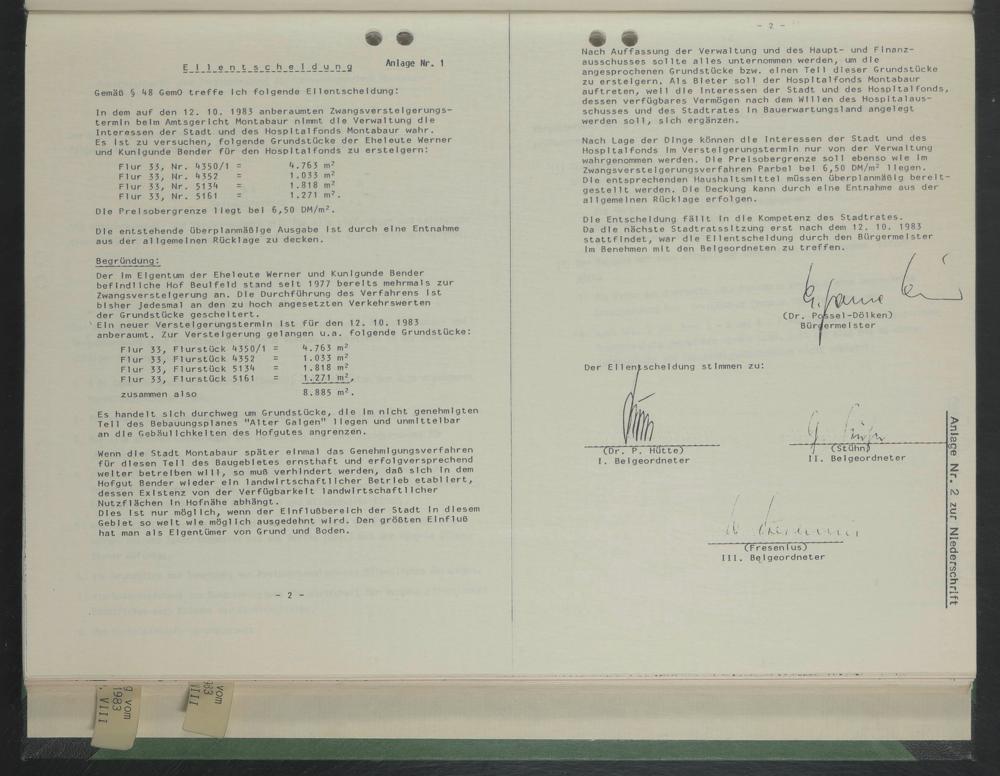 Eilentscheidung
Anlage Nr. 1
Gemäß § 48 GemO treffe ich folgende Eilentscheidung:
In dem auf den 12. 10. 1983 anberaumten Zwangsversteigerungs-
termin beim Amtsgericht Montabaur nimmt die Verwaltung die
Interessen der Stadt und des Hospitalfonds Montabaur wahr.
Es ist zu versuchen, folgende Grundstücke der Eheleute Werner
und Kunigunde Bender für den Hospitalfonds zu ersteigern:
Flur 33, Nr. 4350/1 = 4.763 m²
Flur 33, Nr. 4352 = 1.033 m²
Flur 33, Nr. 5134 = 1.818 m²
Flur 33, Nr. 5161 = 1.271 m².
Die Preisobergrenze liegt bei 6,50 DM/m².
Die entstehende überplanmäßige Ausgabe ist durch eine Entnahme
aus der allgemeinen Rücklage zu decken.
Begründung:
Der im Eigentum der Eheleute Werner und Kunigunde Bender
befindliche Hof Beulfeld stand seit 1977 bereits mehrmals zur
Zwangsversteigerung an. Die Durchführung des Verfahrens ist
bisher jedesmal an den zu hoch angesetzten Verkehrswerten
der Grundstücke gescheitert.
Ein neuer Versteigerungstermin ist für den 12. 10. 1983
anberaumt. Zur Versteigerung gelangen u.a. folgende Grundstücke:
Flur 33, Flurstück 4350/1 = 4.763 m²
Flur 33, Flurstück 4352 = 1.033 m²
Flur 33, Flurstück 5134 = 1.818 m²
Flur 33, Flurstück 5161 = 1.271 m²,
zusammen also 8.885 m².
Es handelt sich durchweg um Grundstücke, die im nicht genehmigten
Teil des Bebauungsplanes "Alter Galgen" liegen und unmittelbar
an die Gebäulichkeiten des Hofgutes angrenzen.
Wenn die Stadt Montabaur später einmal das Genehmigungsverfahren
für diesen Teil des Baugebietes ernsthaft und erfolgversprechend
weiter betreiben will, so muß verhindert werden, daß sich in dem
Hofgut Bender wieder ein landwirtschaftlicher Betrieb etabliert,
dessen Existenz von der Verfügbarkeit landwirtschaftlicher
Nutzflächen in Hofnähe abhängt.
Dies ist nur möglich, wenn der Einflußbereich der Stadt in diesem
Gebiet so weit wie möglich ausgedehnt wird. Den größten Einfluß
hat man als Eigentümer von Grund und Boden.
- 2 -
- 2 -
Nach Auffassung der Verwaltung und des Haupt- und Finanz-
ausschusses sollte alles unternommen werden, um die
angesprochenen Grundstücke bzw. einen Teil dieser Grundstücke
zu ersteigern. Als Bieter soll der Hospitalfonds Montabaur
auftreten, weil die Interessen der Stadt und des Hospitalfonds,
dessen verfügbares Vermögen nach dem Willen des Hospitalaus-
schusses und des Stadtrates in Bauerwartungsland angelegt
werden soll, sich ergänzen.
Nach Lage der Dinge können die Interessen der Stadt und des
Hospitalfonds im Versteigerungstermin nur von der Verwaltung
wahrgenommen werden. Die Preisobergrenze soll ebenso wie im
Zwangsversteigerungsverfahren Parbel bei 6,50 DM/m² liegen.
Die entsprechenden Haushaltsmittel müssen überplanmäßig bereit-
gestellt werden. Die Deckung kann durch eine Entnahme aus der
allgemeinen Rücklage erfolgen.
Die Entscheidung fällt in die Kompetenz des Stadtrates.
Da die nächste Stadtratssitzung erst nach dem 12. 10. 1983
stattfindet, war die Eilentscheidung durch den Bürgermeister
im Benehmen mit den Beigeordneten zu treffen.
(Dr. Possel-Dölken)
Bürgermeister
Der Eilentscheidung stimmen zu:
(Dr. P. Hütte)
I. Beigeordneter
(Stühn)
II. Beigeordneter
(Fresenius)
III. Beigeordneter
Anlage Nr. 2 zur Niederschrift
vom
1983
VIII
vom
983
VIII